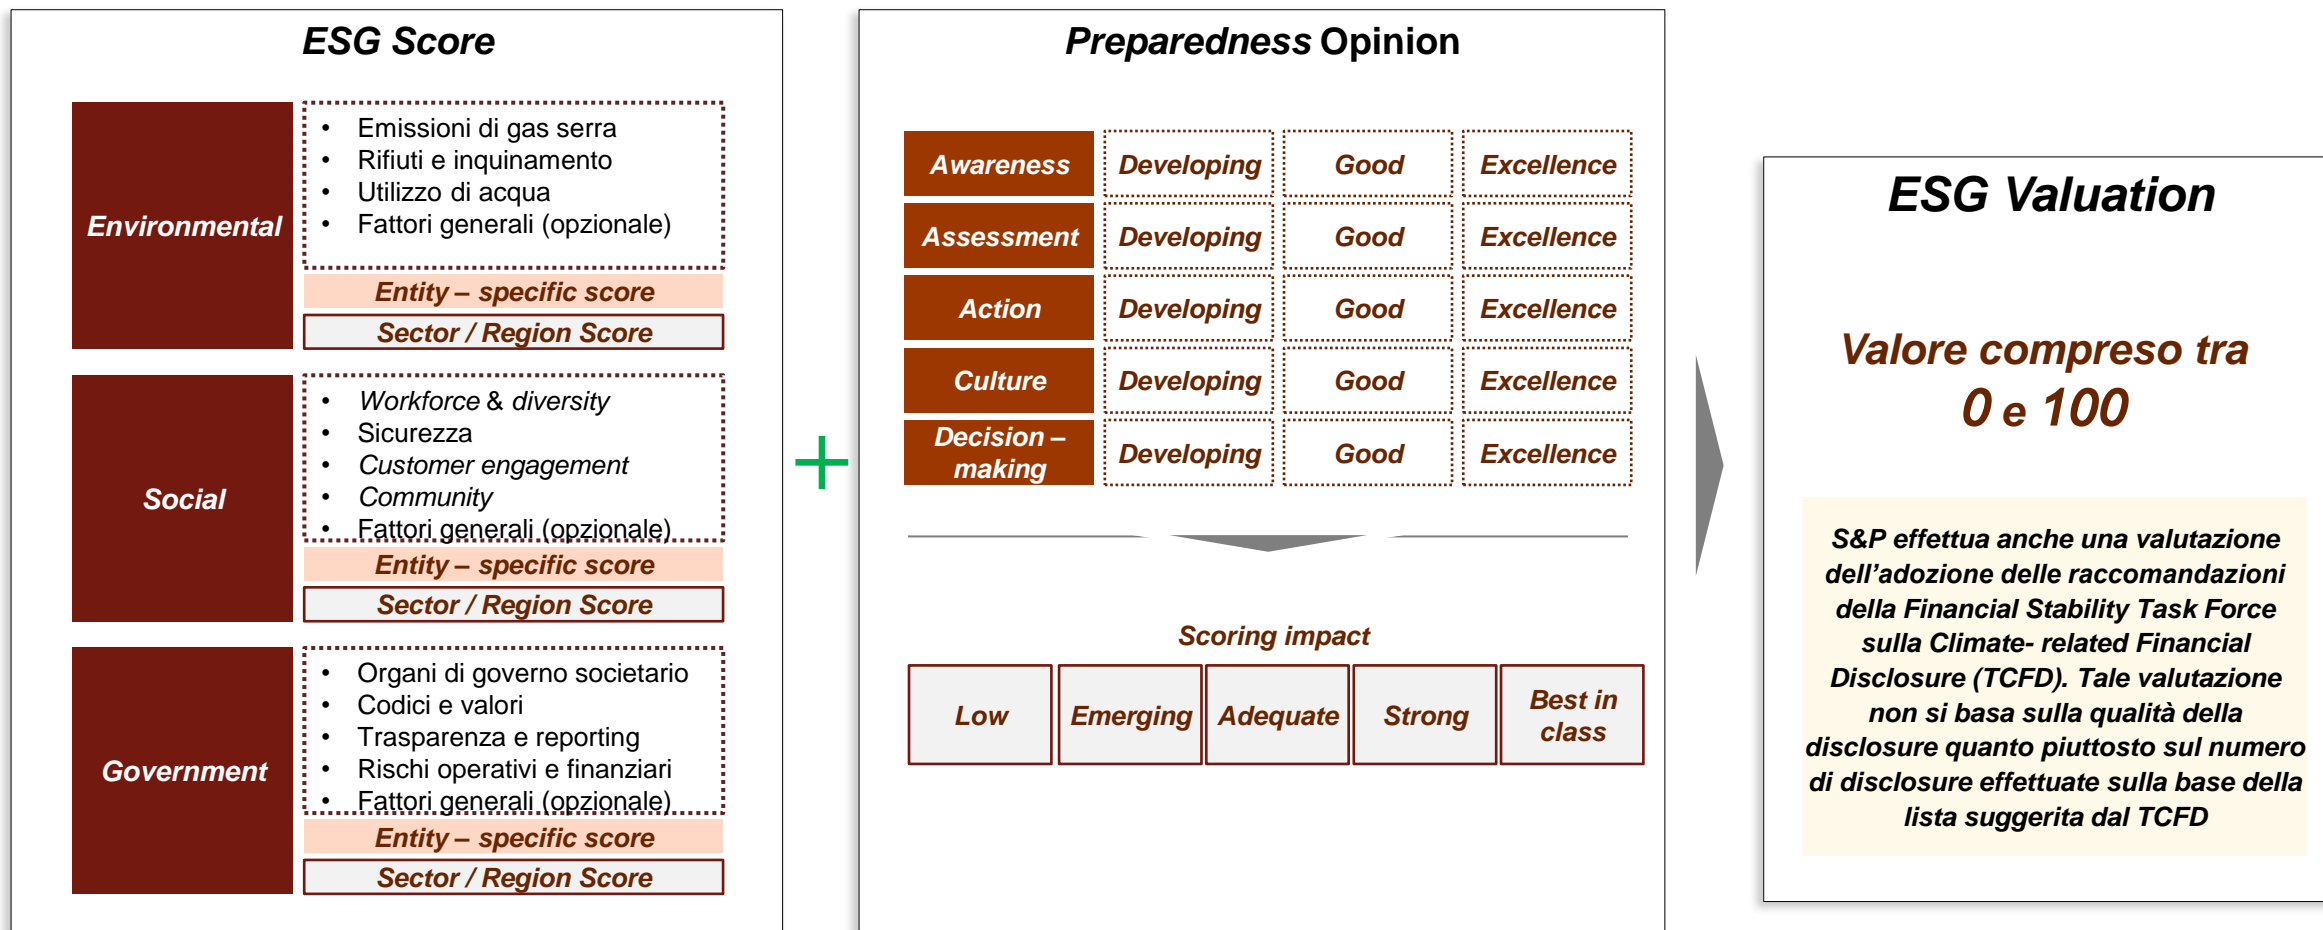 ESG Score
Environmental
• Emissioni di gas serra
• Rifiuti e inquinamento
• Utilizzo di acqua
• Fattori generali (opzionale)
Entity – specific score
Sector / Region Score
Social
• Workforce & diversity
• Sicurezza
• Customer engagement
• Community
• Fattori generali (opzionale)
Entity – specific score
Sector / Region Score
Government
• Organi di governo societario
• Codici e valori
• Trasparenza e reporting
• Rischi operativi e finanziari
• Fattori generali (opzionale)
Entity – specific score
Sector / Region Score
+
Preparedness Opinion
Awareness Developing Good Excellence
Assessment Developing Good Excellence
Action Developing Good Excellence
Culture Developing Good Excellence
Decision –
making Developing Good Excellence
Scoring impact
Low Emerging Adequate Strong Best in
class
ESG Valuation
Valore compreso tra
0 e 100
S&P effettua anche una valutazione
dell’adozione delle raccomandazioni
della Financial Stability Task Force
sulla Climate- related Financial
Disclosure (TCFD). Tale valutazione
non si basa sulla qualità della
disclosure quanto piuttosto sul numero
di disclosure effettuate sulla base della
lista suggerita dal TCFD